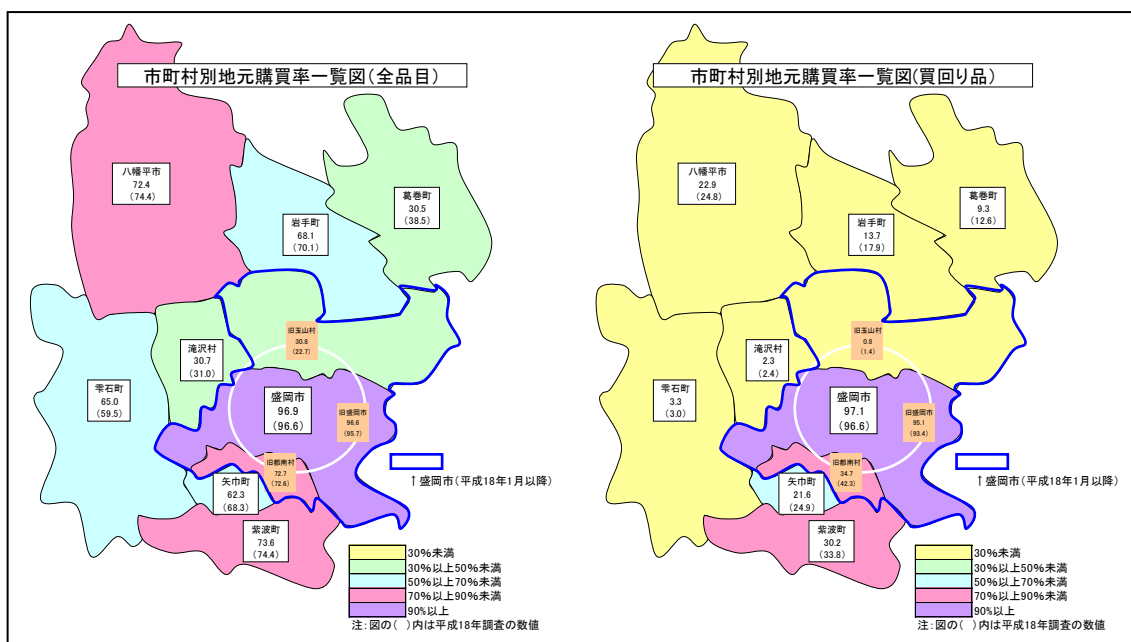 市町村別地元購買率一覧図(全品目)
八幡平市
72.4
(74.4)
葛巻町
30.5
(38.5)
岩手町
68.1
(70.1)
旧玉山村
30.8
(22.7)
滝沢村
30.7
(31.0)
雫石町
65.0
(59.5)
盛岡市
96.9
(96.6)
旧盛岡市
96.6
(95.7)
旧都南村
72.7
(72.6)
矢巾町
62.3
(68.3)
紫波町
73.6
(74.4)
↑盛岡市(平成18年1月以降)
30%未満
30%以上50%未満
50%以上70%未満
70%以上90%未満
90%以上
注:図の( )内は平成18年調査の数値
市町村別地元購買率一覧図(買回り品)
八幡平市
22.9
(24.8)
葛巻町
9.3
(12.6)
岩手町
13.7
(17.9)
旧玉山村
0.8
(1.4)
滝沢村
2.3
(2.4)
雫石町
3.3
(3.0)
盛岡市
97.1
(96.6)
旧盛岡市
95.1
(93.4)
旧都南村
34.7
(42.3)
矢巾町
21.6
(24.9)
紫波町
30.2
(33.8)
↑盛岡市(平成18年1月以降)
30%未満
30%以上50%未満
50%以上70%未満
70%以上90%未満
90%以上
注:図の( )内は平成18年調査の数値